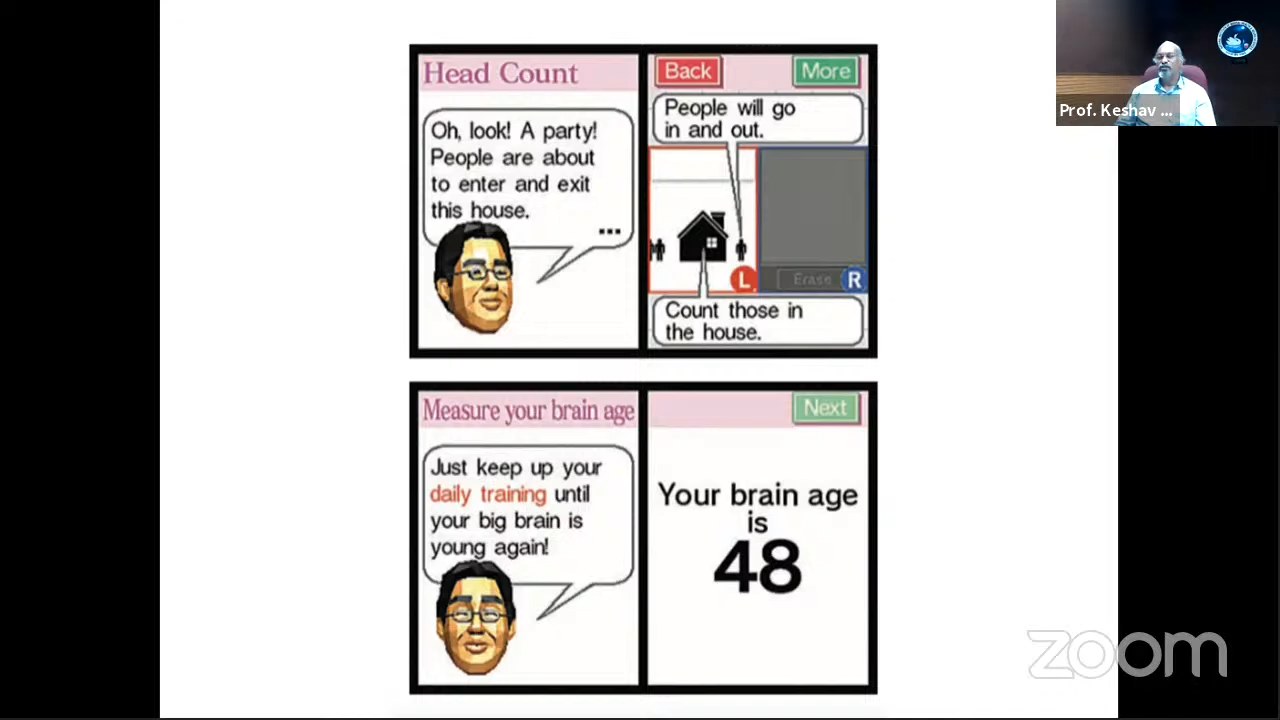 Head Count
Oh, look! A party!
People are about
to enter and exit
this house.
...
Back
More
People will go
in and out.
L
Erase
R
Count those in
the house.
Measure your brain age
Just keep up your
daily training until
your big brain is
young again!
Next
Your brain age
is
48
Prof. Keshav ...
zoom